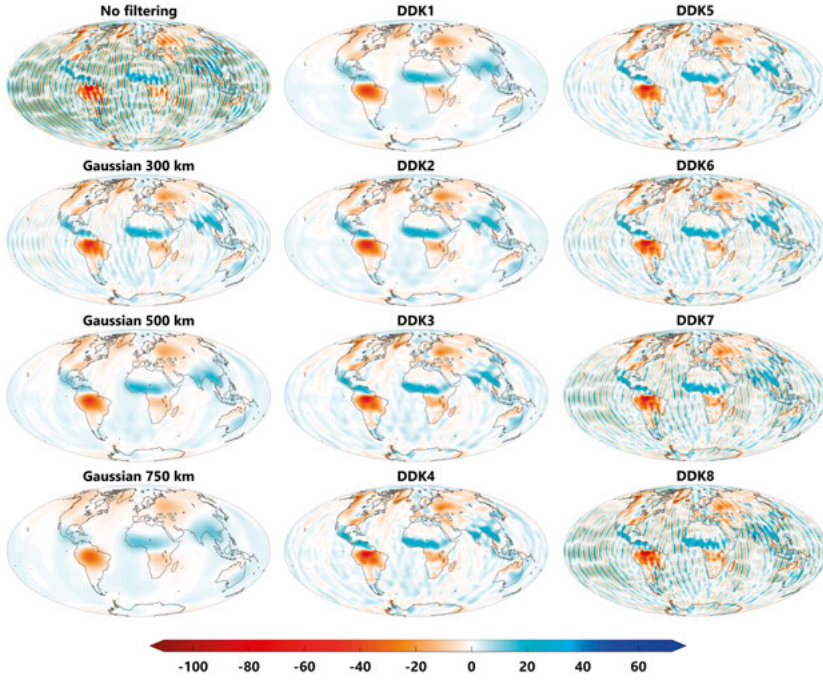 No filtering DDK1 DDK5
Gaussian 300 km DDK2 DDK6
Gaussian 500 km DDK3 DDK7
Gaussian 750 km DDK4 DDK8
-100 -80 -60 -40 -20 0 20 40 60